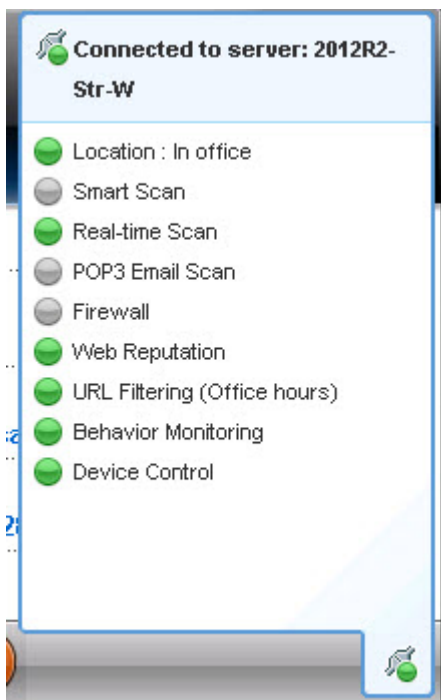 Connected to server: 2012R2-
Str-W
Location : In office
Smart Scan
Real-time Scan
POP3 Email Scan
Firewall
Web Reputation
URL Filtering (Office hours)
Behavior Monitoring
Device Control